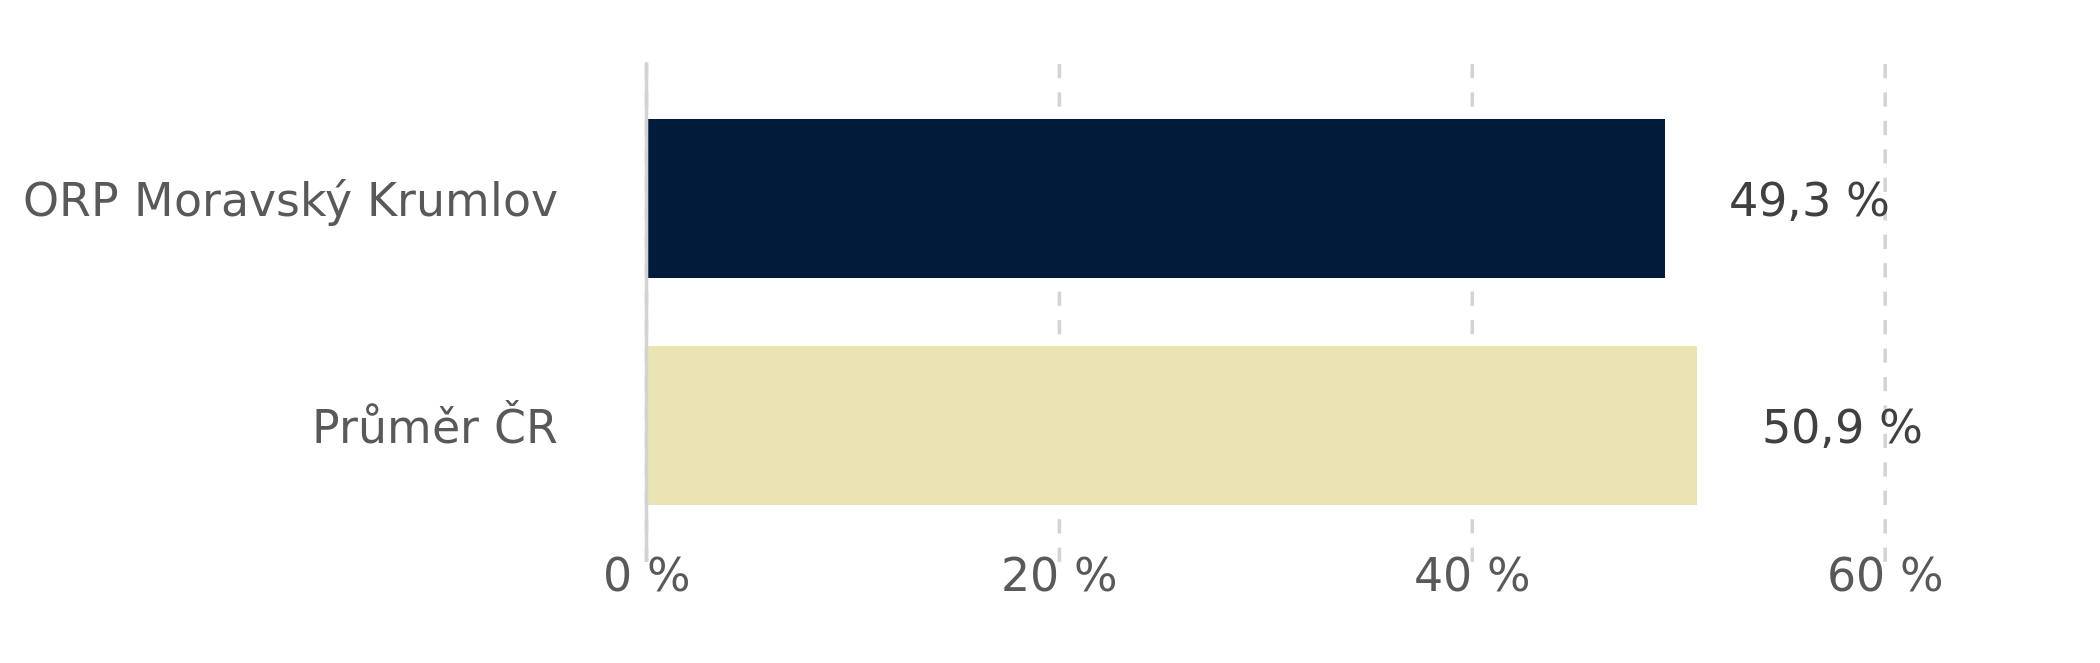 ORP Moravský Krumlov 49,3 %
Průměr ČR 50,9 %
0 % 20 % 40 % 60 %